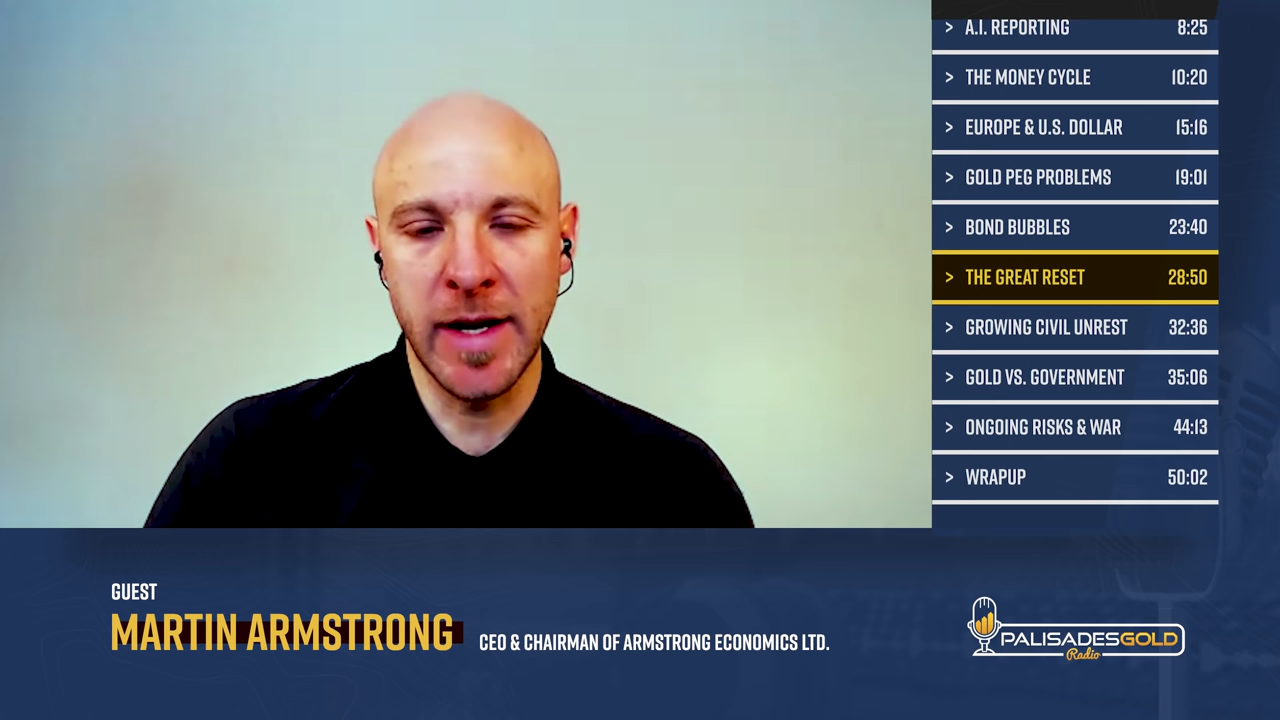 > A.I. REPORTING 8:25
> THE MONEY CYCLE 10:20
> EUROPE & U.S. DOLLAR 15:16
> GOLD PEG PROBLEMS 19:01
> BOND BUBBLES 23:40
> THE GREAT RESET 28:50
> GROWING CIVIL UNREST 32:36
> GOLD VS. GOVERNMENT 35:06
> ONGOING RISKS & WAR 44:13
> WRAPUP 50:02
GUEST
MARTIN ARMSTRONG CEO & CHAIRMAN OF ARMSTRONG ECONOMICS LTD.
PALISADESGOLD
Radio